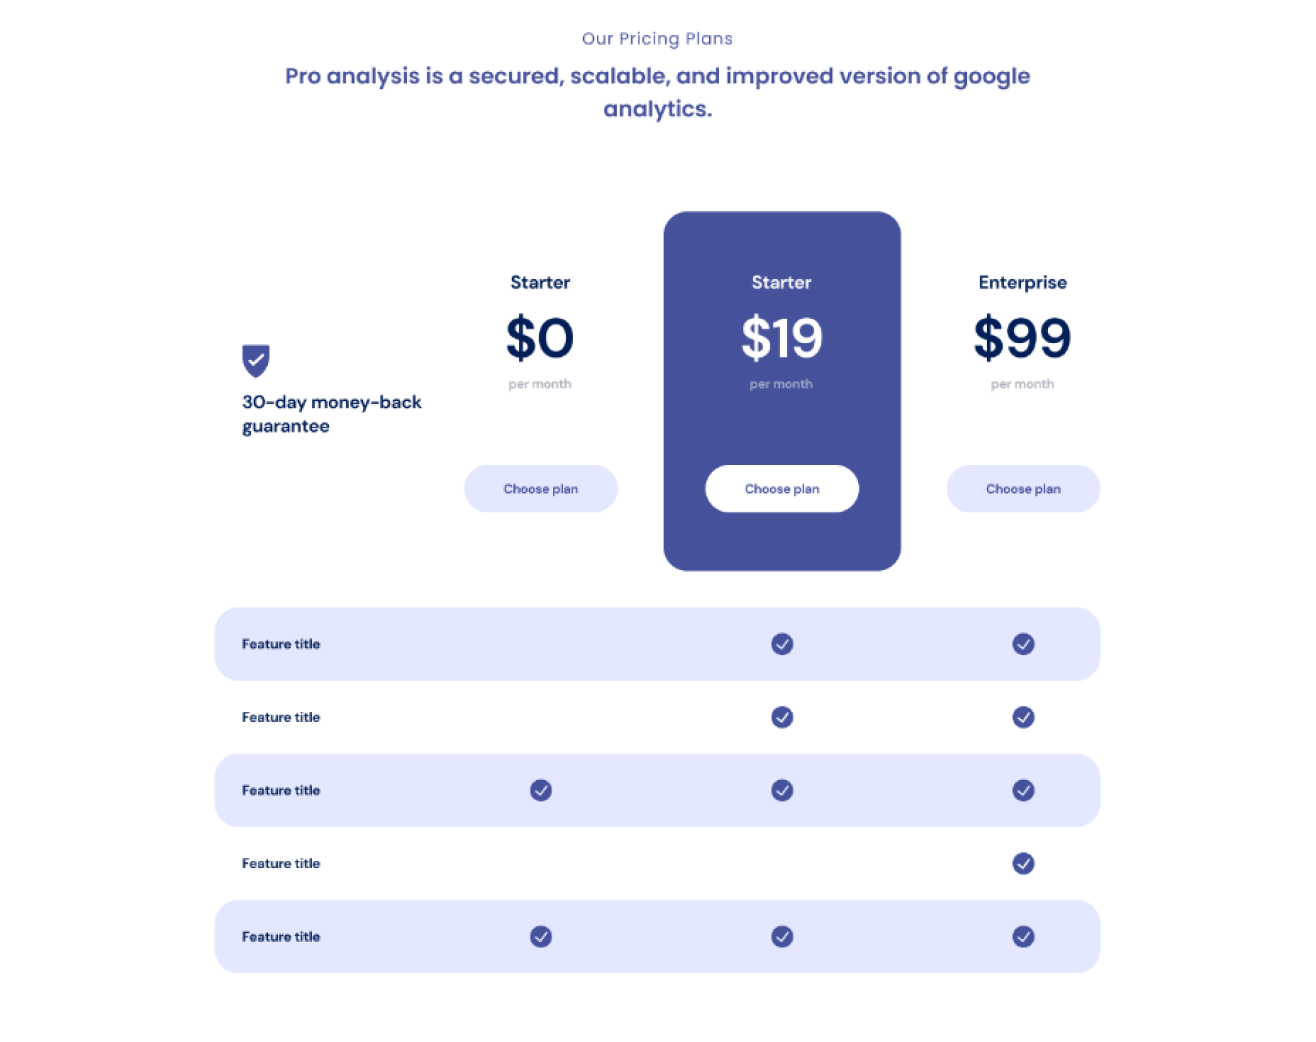 Our Pricing Plans
Pro analysis is a secured, scalable, and improved version of google
analytics.
30-day money-back
guarantee
Starter
$0
per month
Choose plan
Starter
$19
per month
Choose plan
Enterprise
$99
per month
Choose plan
Feature title
Feature title
Feature title
Feature title
Feature title